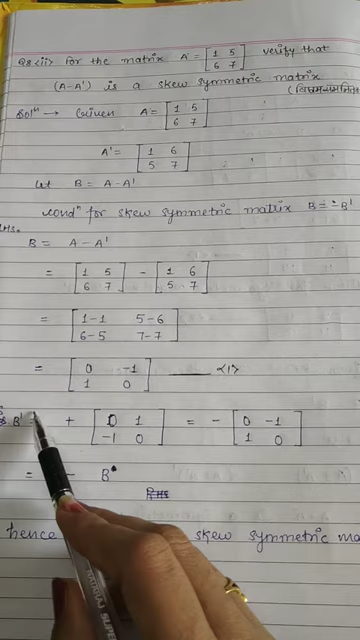 Q8<ii> For the matrix A = [1 5 6 7] verify that
(A-A') is a skew symmetric matrix
Solⁿ → Given A = [1 5 6 7]
A' = [1 6 5 7]
Let B = A - A'
condⁿ for skew symmetric matrix B = -B'
LHS.
B = A - A'
= [1 5 6 7] - [1 6 5 7]
= [1-1 5-6 6-5 7-7]
= [0 -1 1 0] —— <1>
B' + [0 1 -1 0] = - [0 -1 1 0]
= - B
hence skew symmetric ma